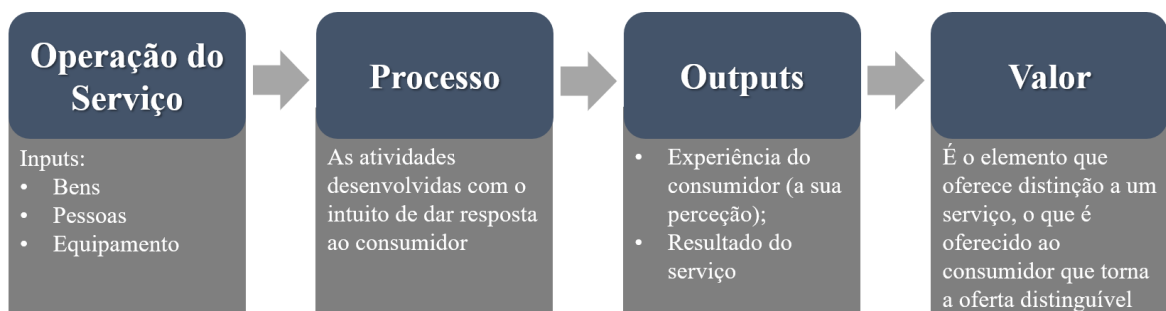 Operação do
Serviço
Inputs:
• Bens
• Pessoas
• Equipamento
Processo
As atividades
desenvolvidas com o
intuito de dar resposta
ao consumidor
Outputs
• Experiência do
consumidor (a sua
perceção);
• Resultado do
serviço
Valor
É o elemento que
oferece distinção a um
serviço, o que é
oferecido ao
consumidor que torna
a oferta distinguível